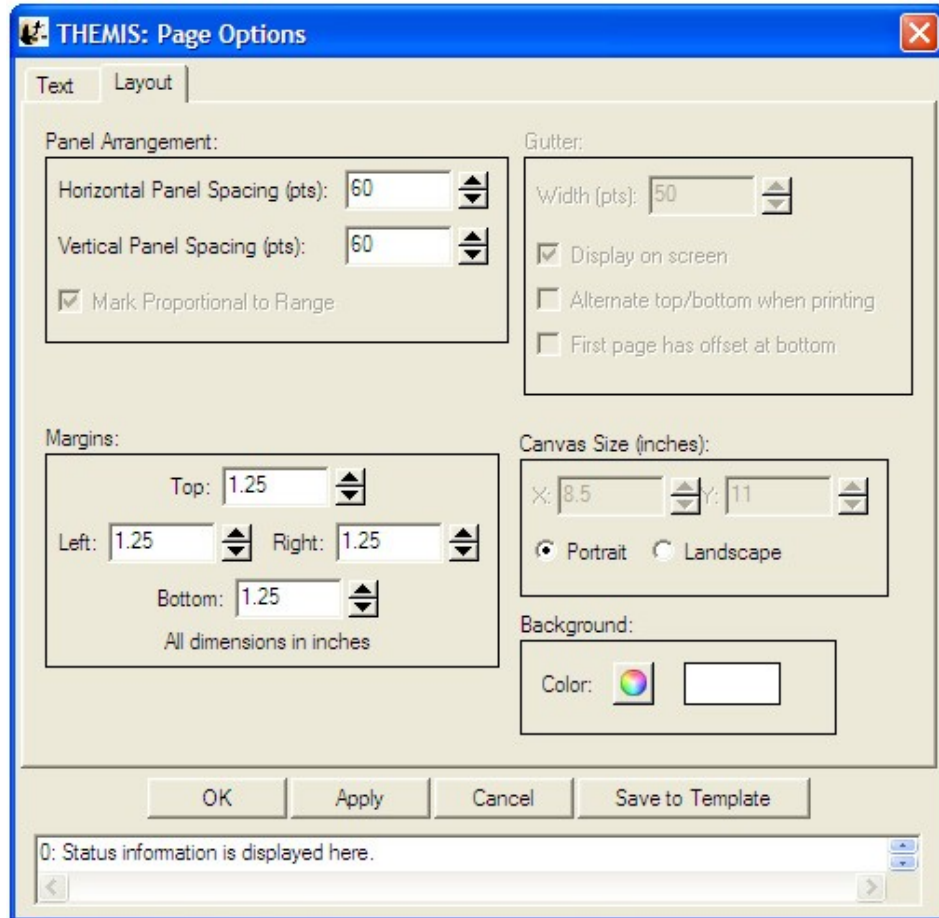 THEMIS: Page Options
Text Layout
Panel Arrangement:
Horizontal Panel Spacing (pts): 60
Vertical Panel Spacing (pts): 60
Mark Proportional to Range
Gutter:
Width (pts): 50
Display on screen
Alternate top/bottom when printing
First page has offset at bottom
Margins:
Top: 1.25
Left: 1.25 Right: 1.25
Bottom: 1.25
All dimensions in inches
Canvas Size (inches):
X: 8.5 Y: 11
Portrait Landscape
Background:
Color:
OK Apply Cancel Save to Template
0: Status information is displayed here.